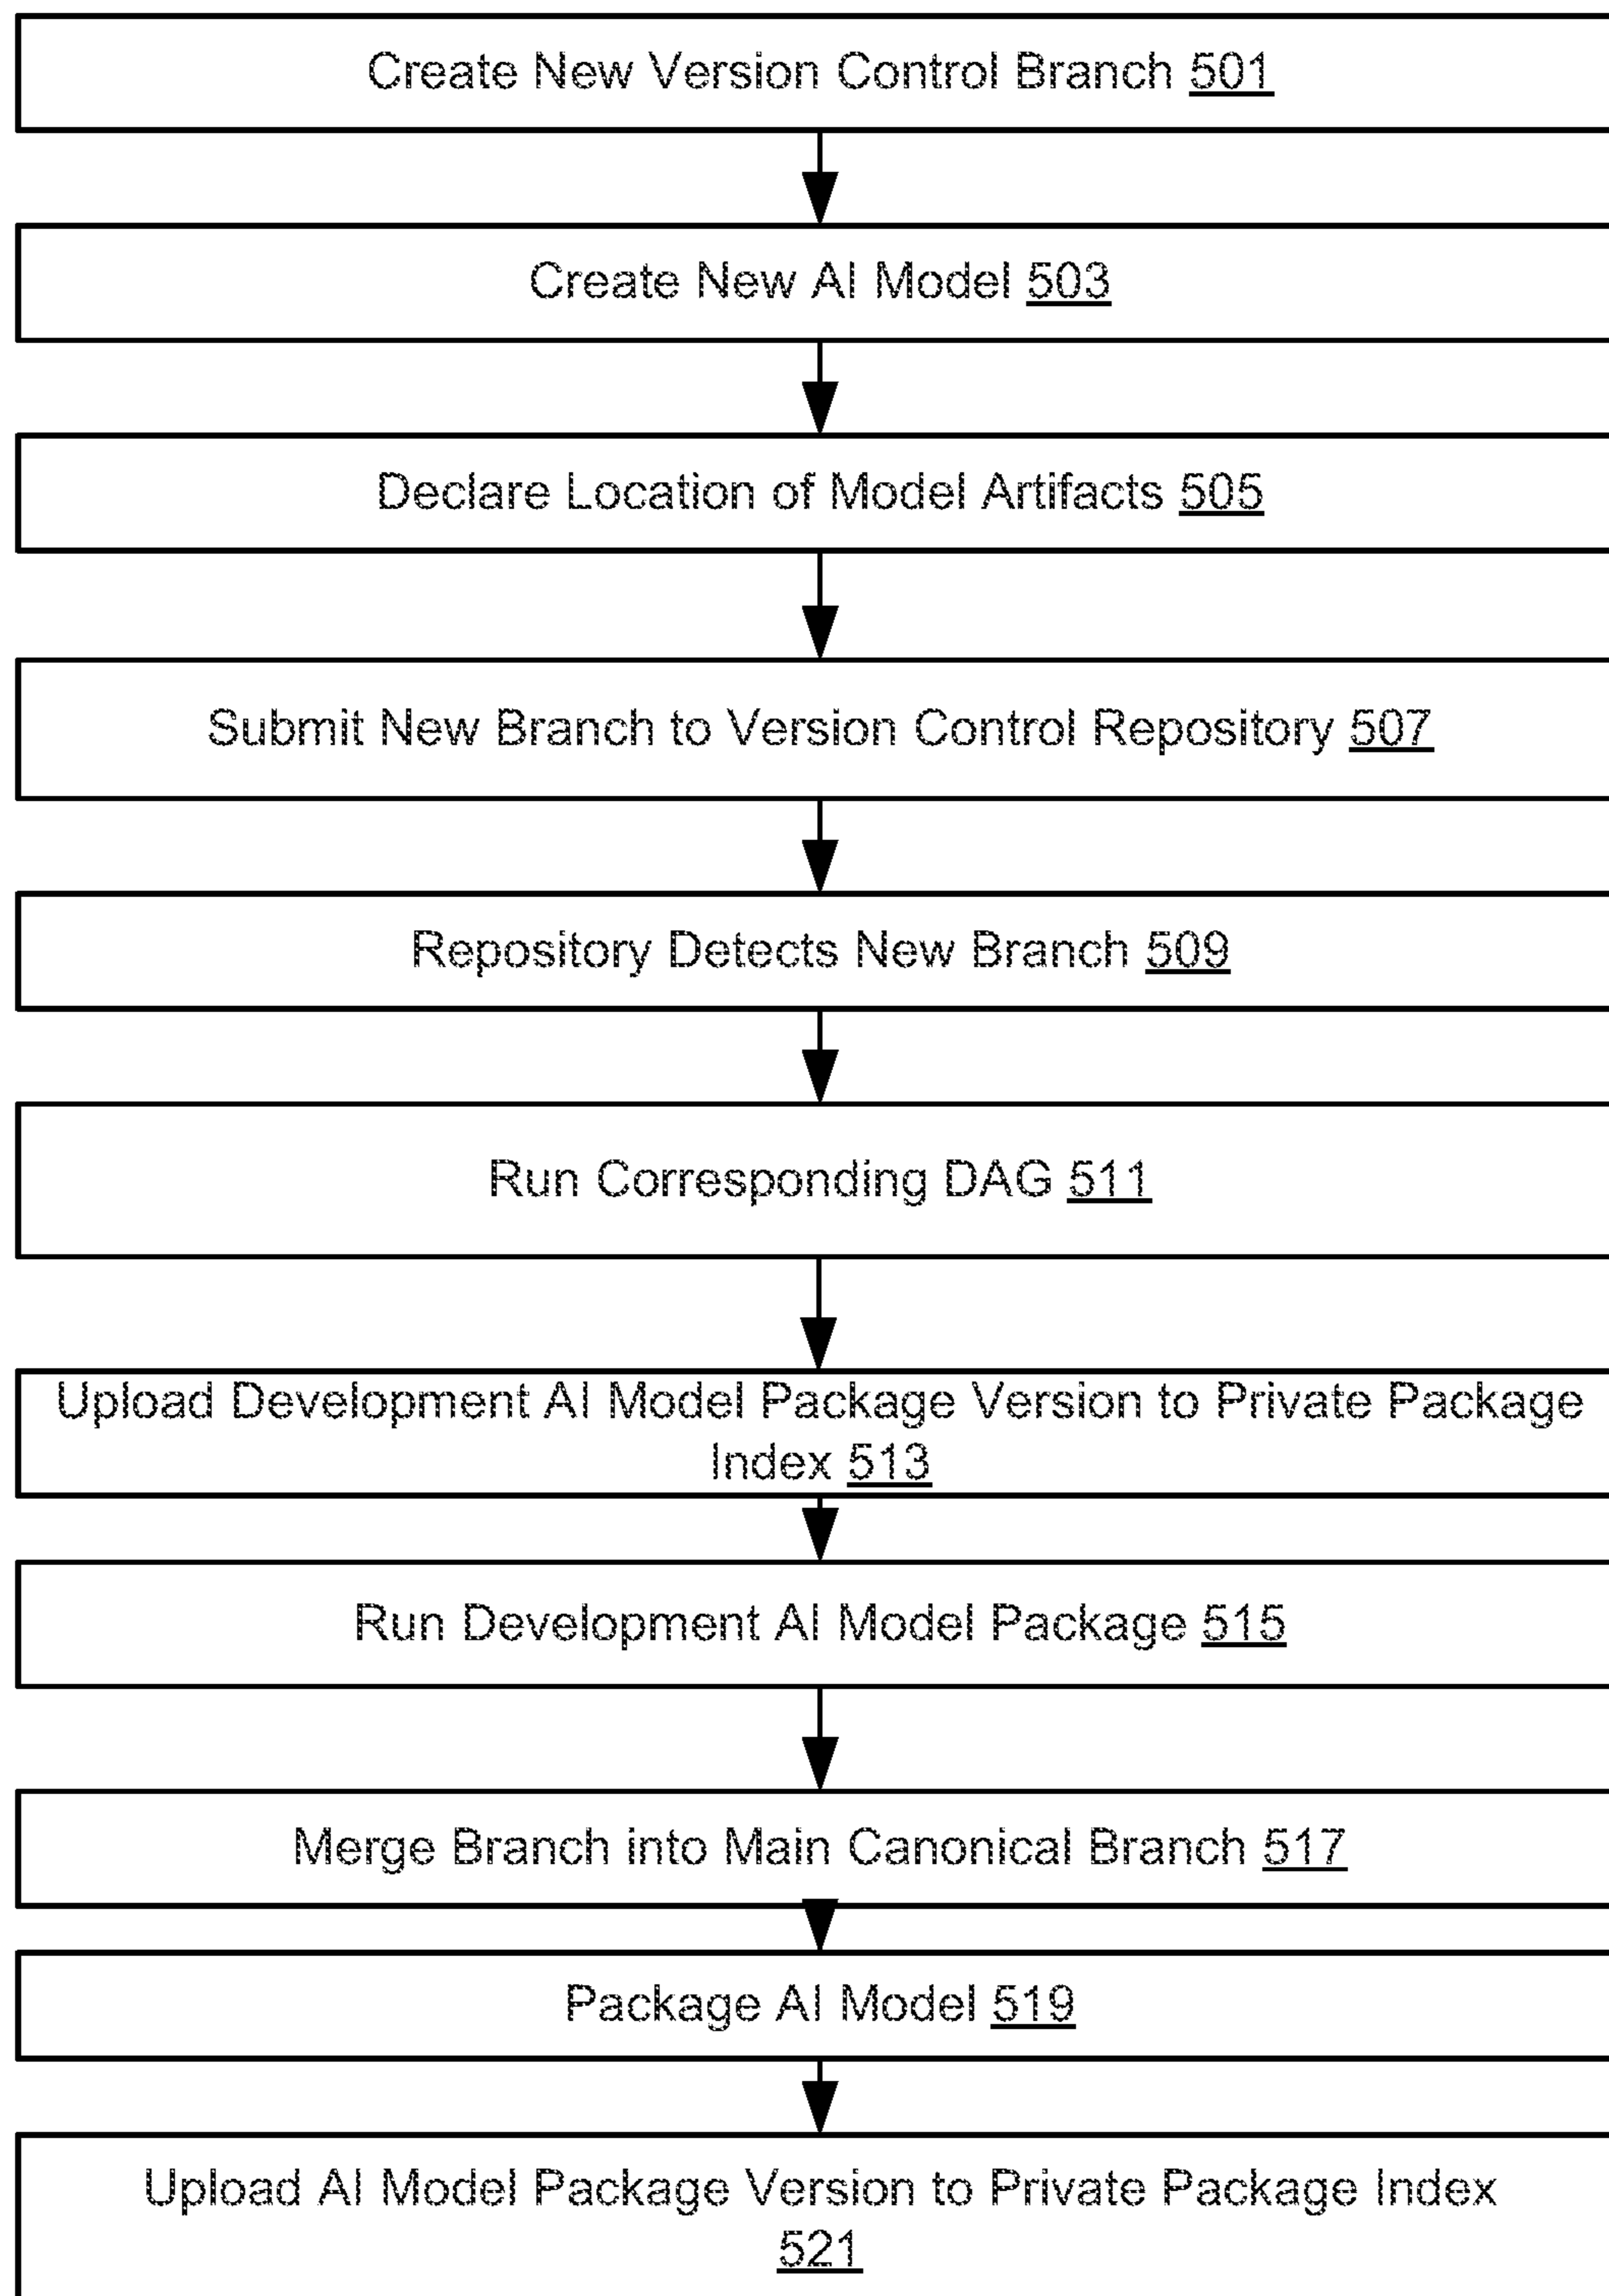 Create New Version Control Branch 501
Create New AI Model 503
Declare Location of Model Artifacts 505
Submit New Branch to Version Control Repository 507
Repository Detects New Branch 509
Run Corresponding DAG 511
Upload Development AI Model Package Version to Private Package
Index 513
Run Development AI Model Package 515
Merge Branch into Main Canonical Branch 517
Package AI Model 519
Upload AI Model Package Version to Private Package Index
521